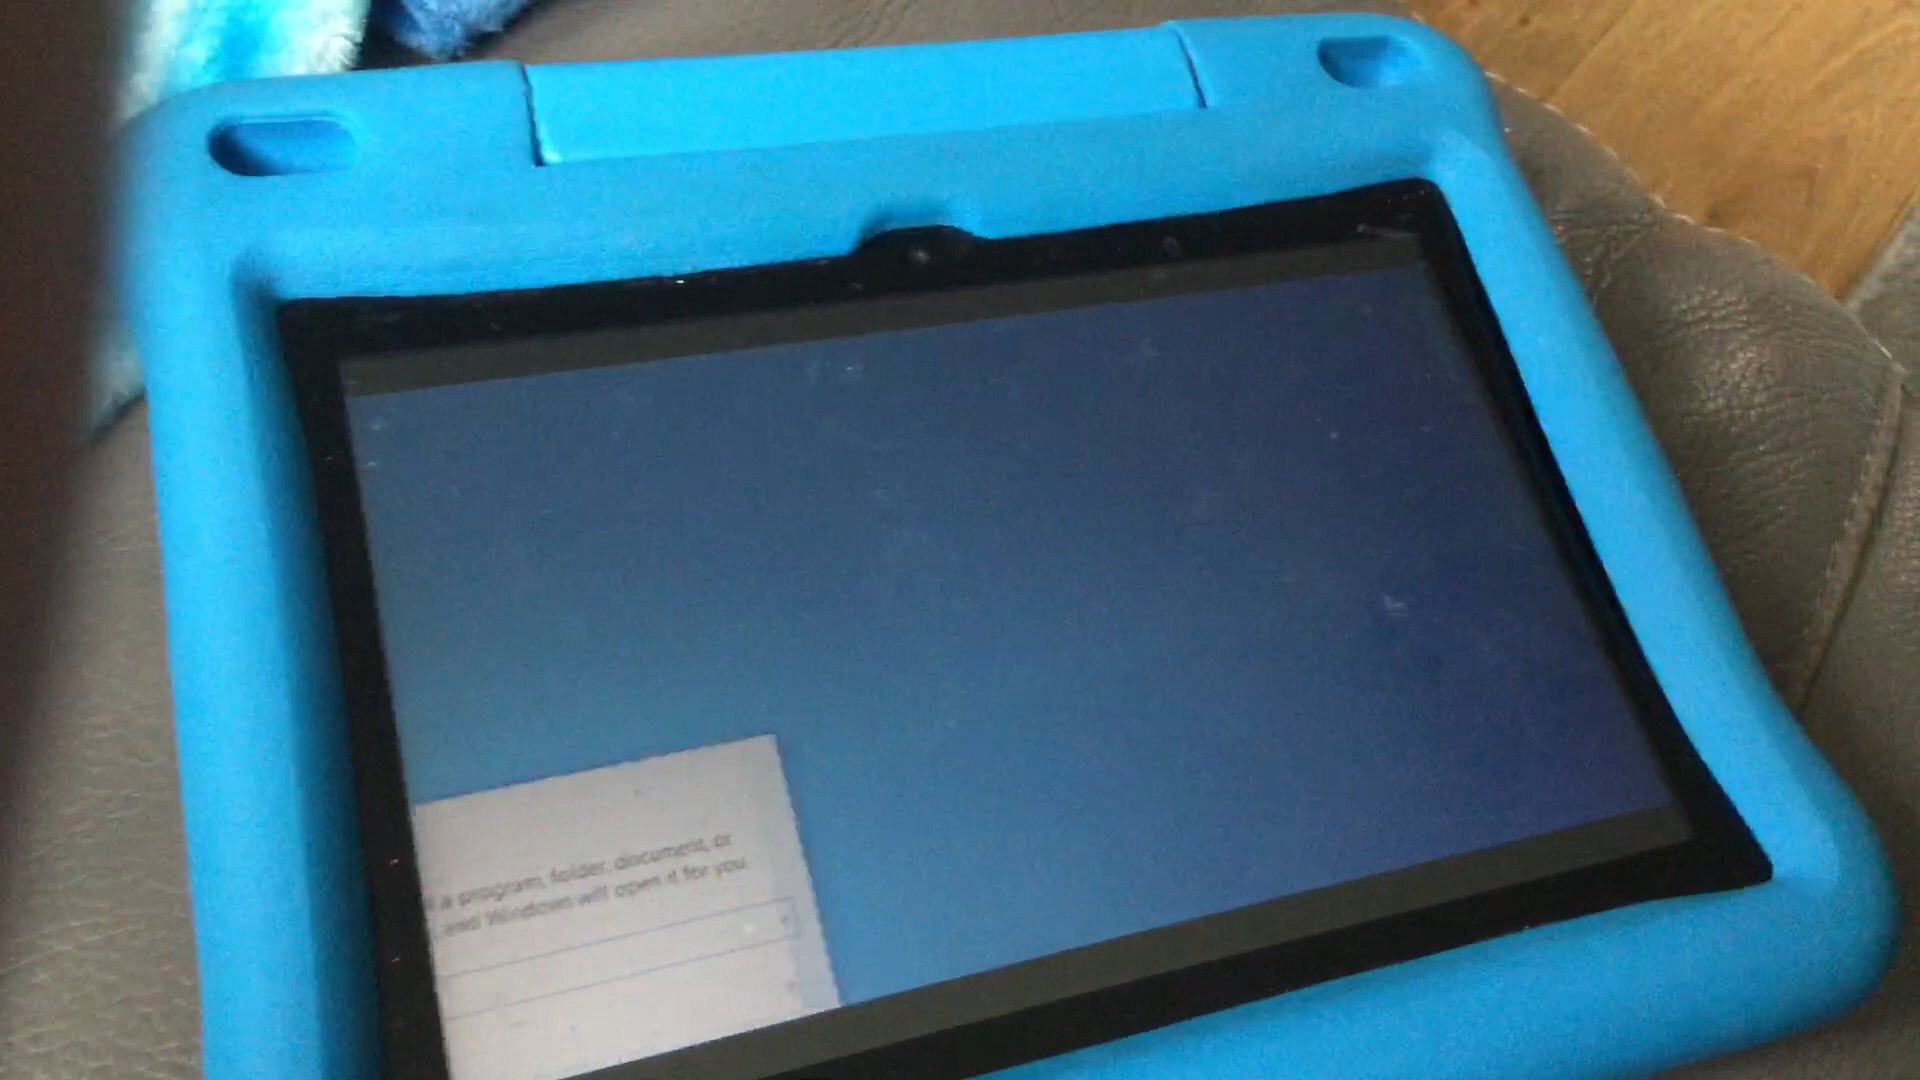 a program, folder, document, or
and Windows will open it for you.